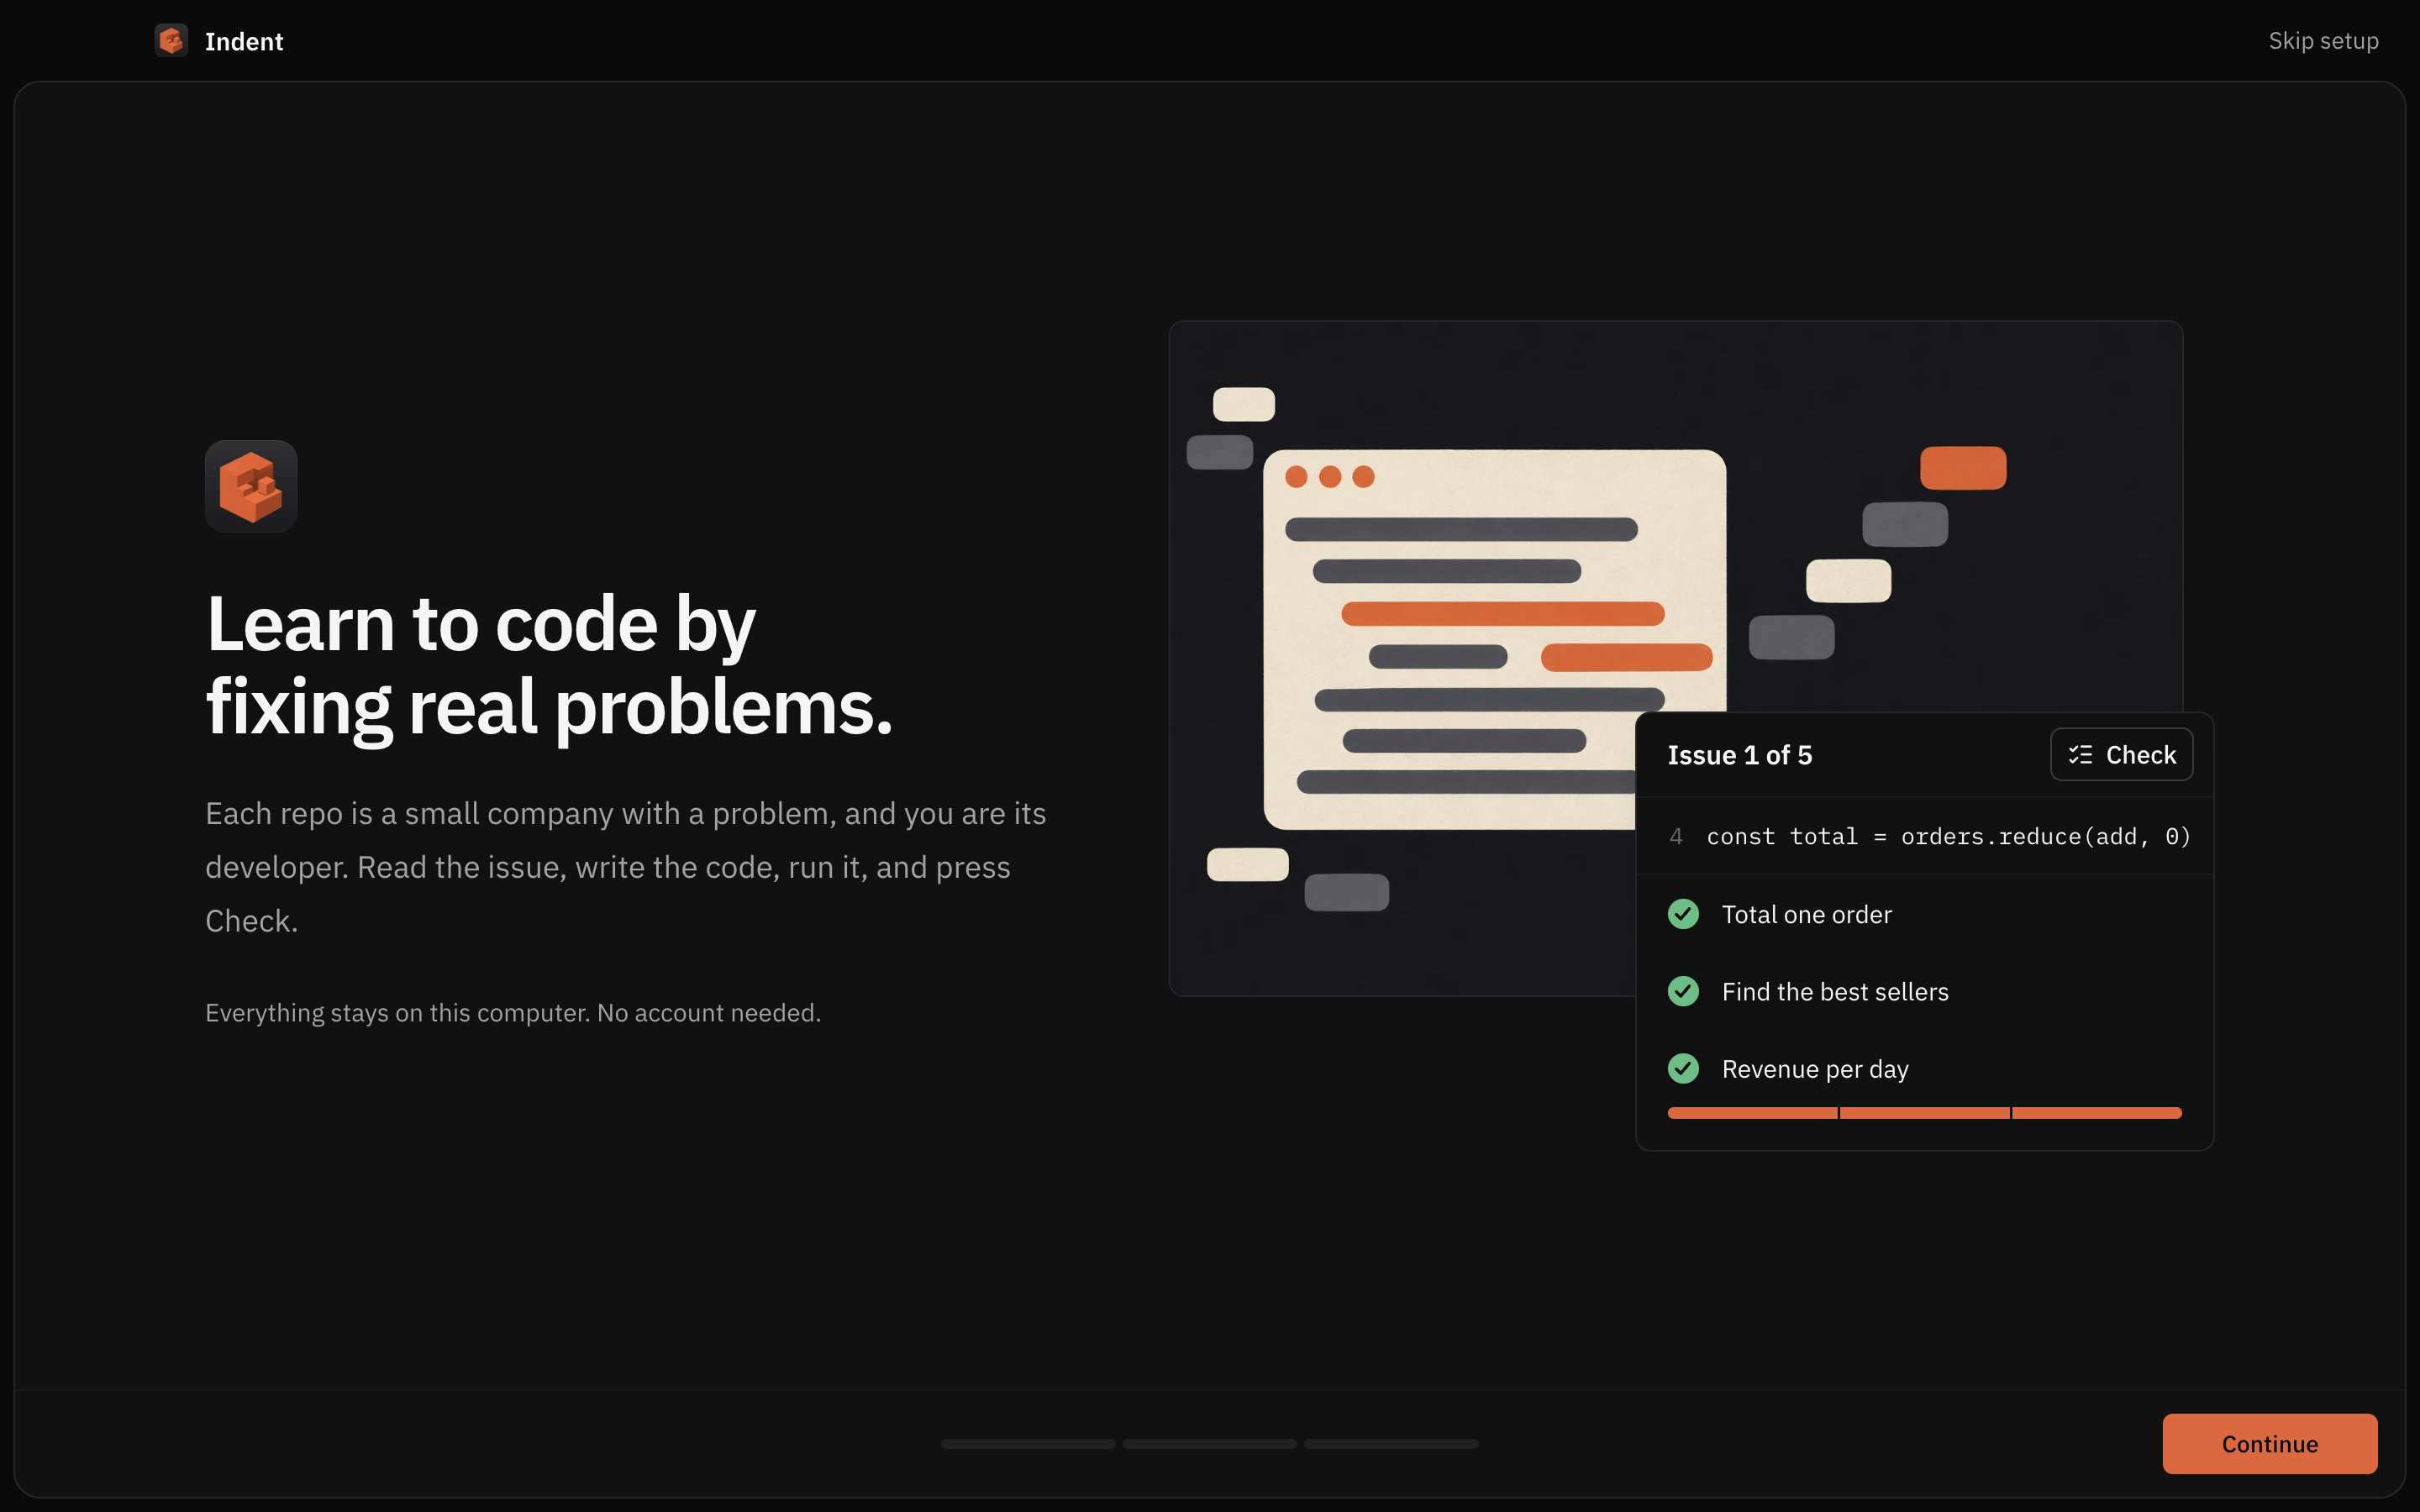 Indent
Skip setup
Learn to code by
fixing real problems.
Each repo is a small company with a problem, and you are its
developer. Read the issue, write the code, run it, and press
Check.
Everything stays on this computer. No account needed.
Issue 1 of 5
Check
4 const total = orders.reduce(add, 0)
Total one order
Find the best sellers
Revenue per day
Continue